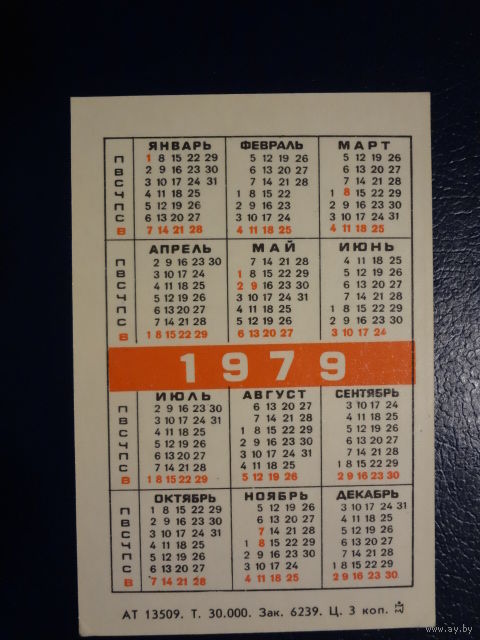 ЯНВАРЬ ФЕВРАЛЬ МАРТ
П 1 8 15 22 29 5 12 19 26 5 12 19 26
В 2 9 16 23 30 6 13 20 27 6 13 20 27
С 3 10 17 24 31 7 14 21 28 7 14 21 28
Ч 4 11 18 25 1 8 15 22 1 8 15 22 29
П 5 12 19 26 2 9 16 23 2 9 16 23 30
С 6 13 20 27 3 10 17 24 3 10 17 24 31
В 7 14 21 28 4 11 18 25 4 11 18 25
АПРЕЛЬ МАЙ ИЮНЬ
П 2 9 16 23 30 7 14 21 28 4 11 18 25
В 3 10 17 24 1 8 15 22 29 5 12 19 26
С 4 11 18 25 2 9 16 23 30 6 13 20 27
Ч 5 12 19 26 3 10 17 24 31 7 14 21 28
П 6 13 20 27 4 11 18 25 1 8 15 22 29
С 7 14 21 28 5 12 19 26 2 9 16 23 30
В 1 8 15 22 29 6 13 20 27 3 10 17 24
1979
ИЮЛЬ АВГУСТ СЕНТЯБРЬ
П 2 9 16 23 30 6 13 20 27 3 10 17 24
В 3 10 17 24 31 7 14 21 28 4 11 18 25
С 4 11 18 25 1 8 15 22 29 5 12 19 26
Ч 5 12 19 26 2 9 16 23 30 6 13 20 27
П 6 13 20 27 3 10 17 24 31 7 14 21 28
С 7 14 21 28 4 11 18 25 1 8 15 22 29
В 1 8 15 22 29 5 12 19 26 2 9 16 23 30
ОКТЯБРЬ НОЯБРЬ ДЕКАБРЬ
П 1 8 15 22 29 5 12 19 26 3 10 17 24 31
В 2 9 16 23 30 6 13 20 27 4 11 18 25
С 3 10 17 24 31 7 14 21 28 5 12 19 26
Ч 4 11 18 25 1 8 15 22 29 6 13 20 27
П 5 12 19 26 2 9 16 23 30 7 14 21 28
С 6 13 20 27 3 10 17 24 1 8 15 22 29
В 7 14 21 28 4 11 18 25 2 9 16 23 30
АТ 13509. Т. 30.000. Зак. 6239. Ц. 3 коп.
www.ay.by